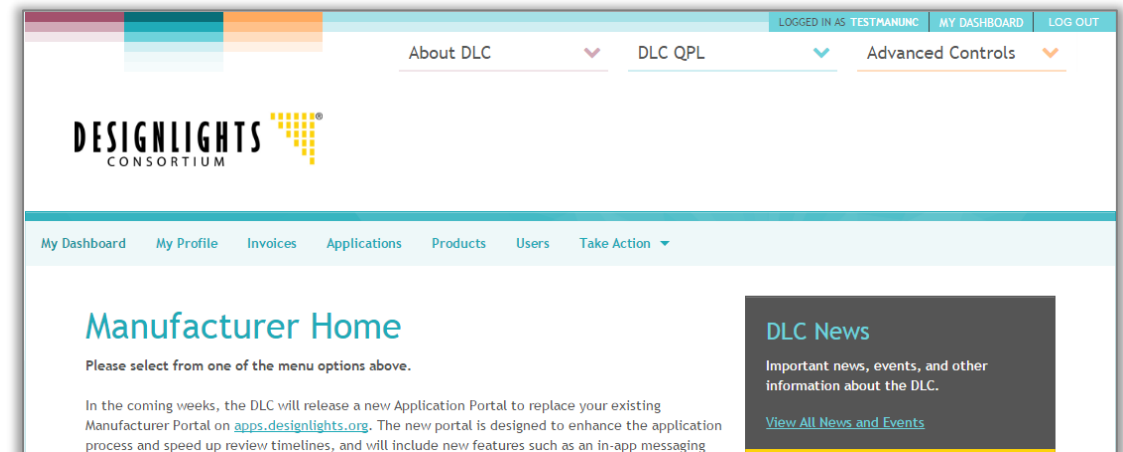 LOGGED IN AS TESTMANUNC MY DASHBOARD LOG OUT
About DLC DLC QPL Advanced Controls
DESIGNLIGHTS ®
CONSORTIUM
My Dashboard My Profile Invoices Applications Products Users Take Action
Manufacturer Home
Please select from one of the menu options above.
In the coming weeks, the DLC will release a new Application Portal to replace your existing
Manufacturer Portal on apps.designlights.org. The new portal is designed to enhance the application
process and speed up review timelines, and will include new features such as an in-app messaging
DLC News
Important news, events, and other
information about the DLC.
View All News and Events